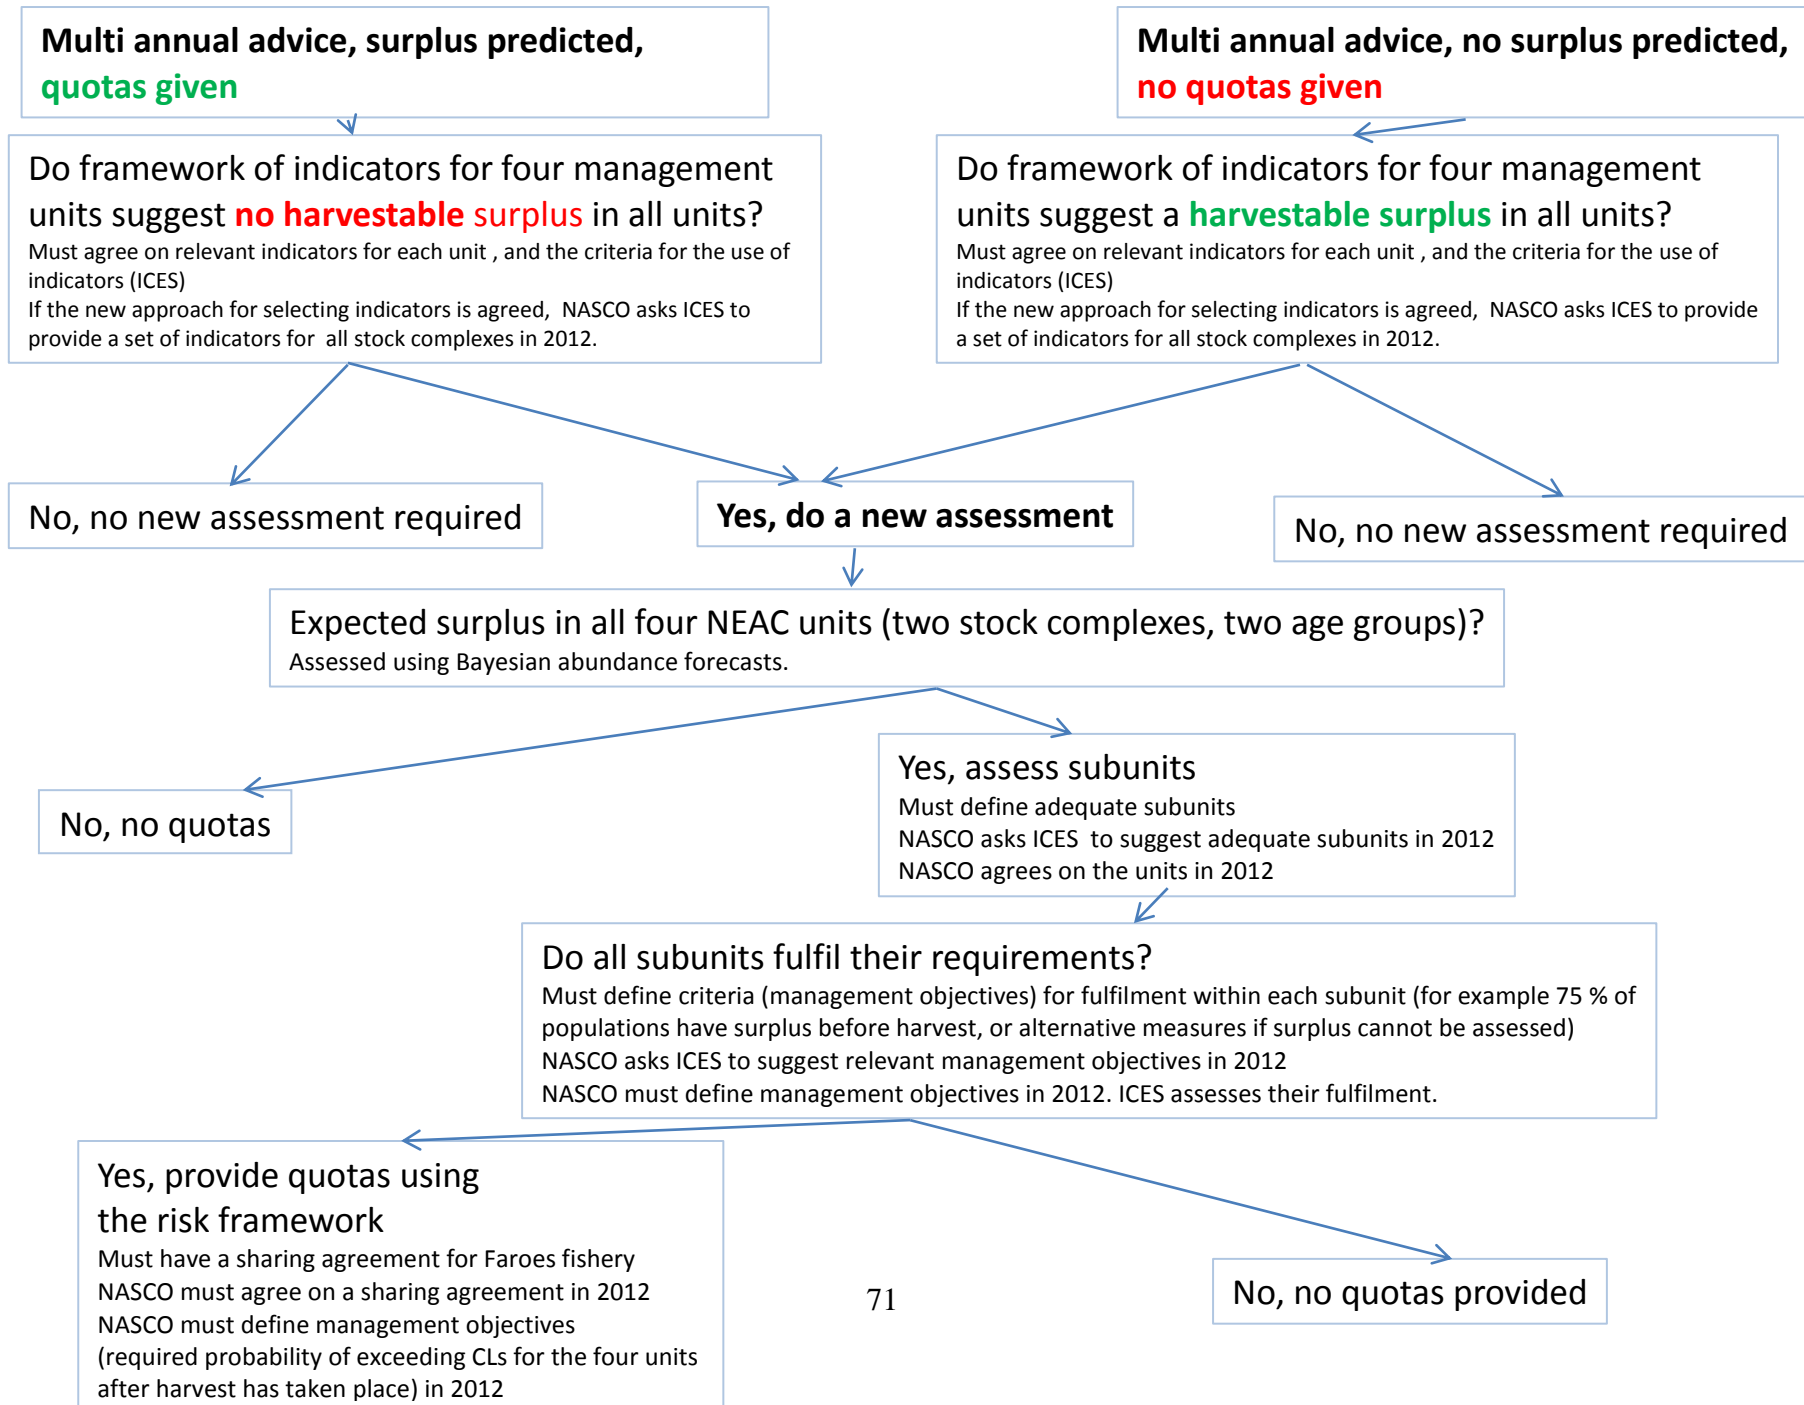 Multi annual advice, surplus predicted,
quotas given
Multi annual advice, no surplus predicted,
no quotas given
Do framework of indicators for four management
units suggest no harvestable surplus in all units?
Must agree on relevant indicators for each unit , and the criteria for the use of
indicators (ICES)
If the new approach for selecting indicators is agreed,  NASCO asks ICES to
provide a set of indicators for  all stock complexes in 2012.
Do framework of indicators for four management
units suggest a harvestable surplus in all units?
Must agree on relevant indicators for each unit , and the criteria for the use of
indicators (ICES)
If the new approach for selecting indicators is agreed,  NASCO asks ICES to provide
a set of indicators for all stock complexes in 2012.
No, no new assessment required
Yes, do a new assessment
No, no new assessment required
Expected surplus in all four NEAC units (two stock complexes, two age groups)?
Assessed using Bayesian abundance forecasts.
No, no quotas
Yes, assess subunits
Must define adequate subunits
NASCO asks ICES  to suggest adequate subunits in 2012
NASCO agrees on the units in 2012
Do all subunits fulfil their requirements?
Must define criteria (management objectives) for fulfilment within each subunit (for example 75 % of
populations have surplus before harvest, or alternative measures if surplus cannot be assessed)
NASCO asks ICES to suggest relevant management objectives in 2012
NASCO must define management objectives in 2012. ICES assesses their fulfilment.
Yes, provide quotas using
the risk framework
Must have a sharing agreement for Faroes fishery
NASCO must agree on a sharing agreement in 2012
NASCO must define management objectives
(required probability of exceeding CLs for the four units
after harvest has taken place) in 2012
71
No, no quotas provided